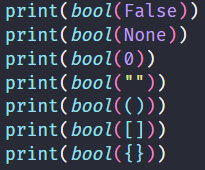 print(bool(False))
print(bool(None))
print(bool(0))
print(bool(""))
print(bool(()))
print(bool([]))
print(bool({}))